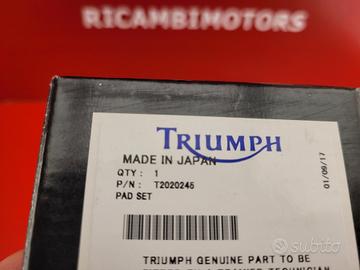 RICAMBIMOTORS
TRIUMPH
MADE IN JAPAN
QTY: 1
P/N: T2020245
PAD SET
01/09/17
TRIUMPH GENUINE PART TO BE
subito